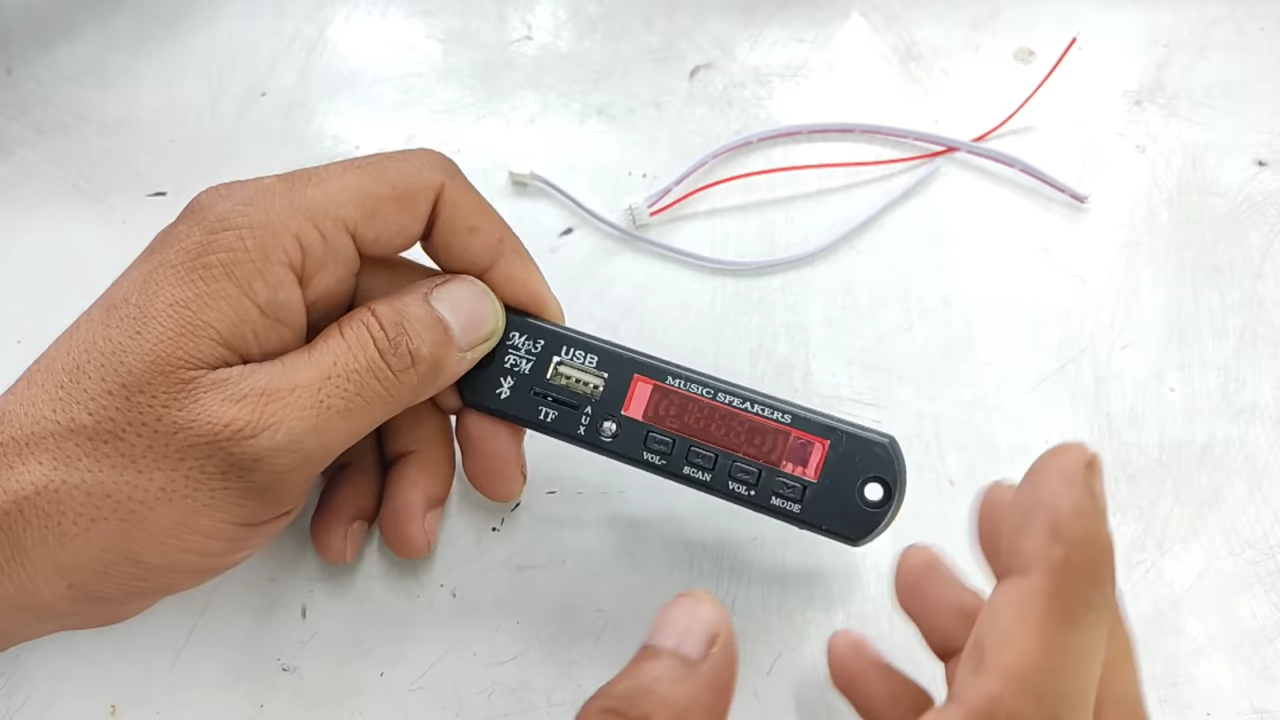 Mp3
FM
USB
TF
AUX
MUSIC SPEAKERS
VOL-
SCAN
VOL+
MODE